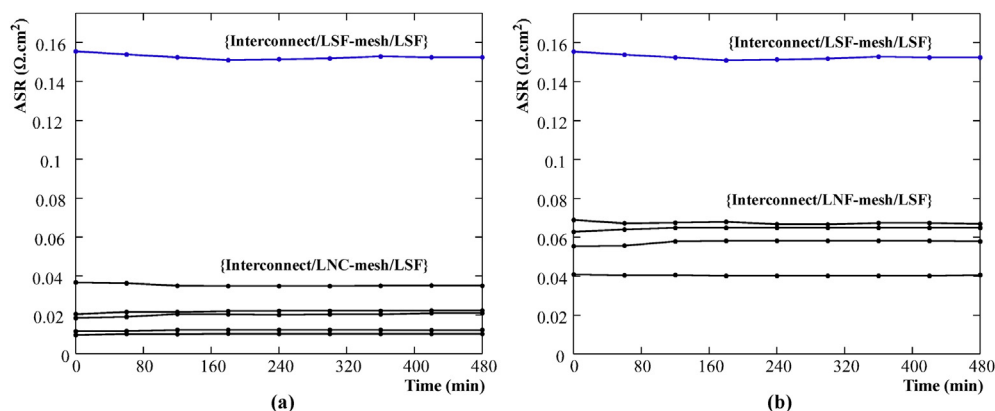 0.16
0.14
0.12
0.1
0.08
0.06
0.04
0.02
0
ASR (Ω.cm²)
{Interconnect/LSF-mesh/LSF}
{Interconnect/LNC-mesh/LSF}
0 80 160 240 320 400 480
Time (min)
(a)
0.16
0.14
0.12
0.1
0.08
0.06
0.04
0.02
0
ASR (Ω.cm²)
{Interconnect/LSF-mesh/LSF}
{Interconnect/LNF-mesh/LSF}
0 80 160 240 320 400 480
Time (min)
(b)